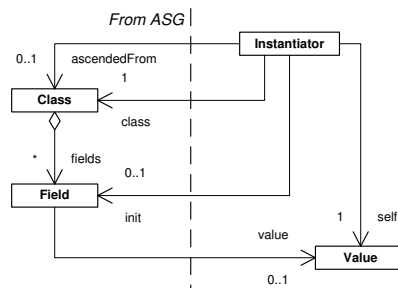 From ASG
Instantiator
0..1
ascendedFrom
1
Class
class
*
fields
0..1
Field
init
value
1
self
Value
0..1